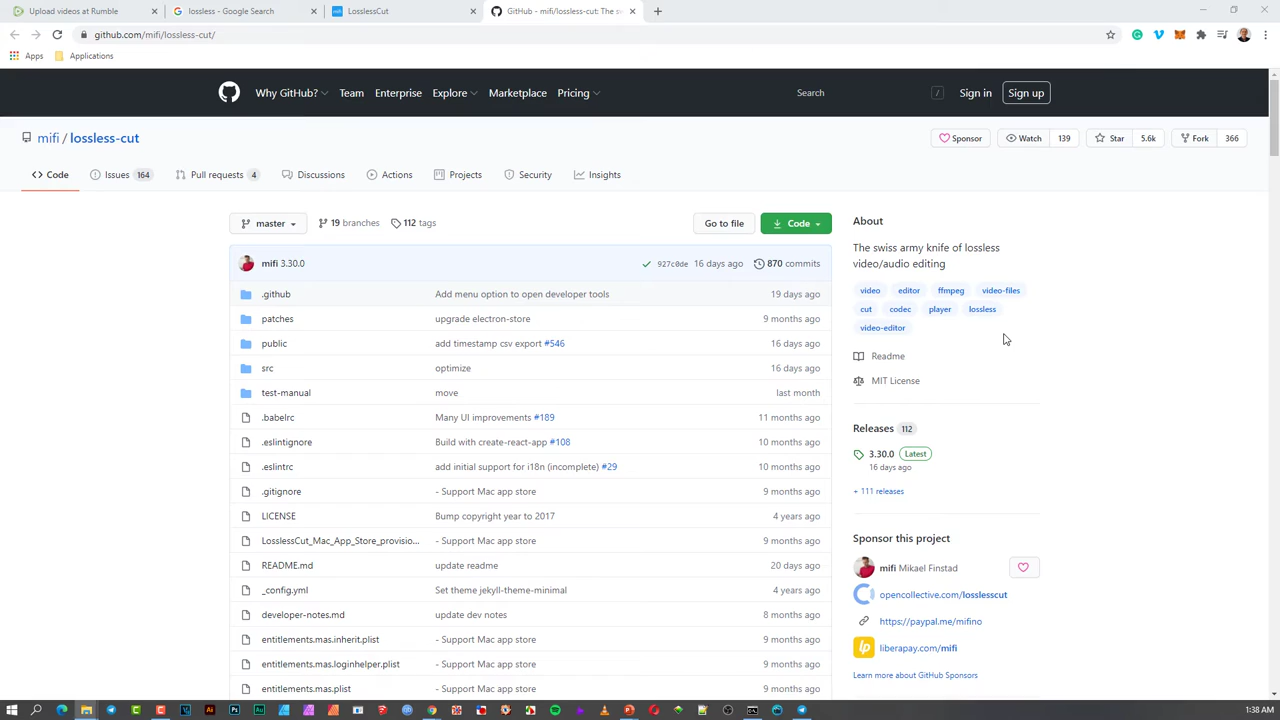 Upload videos at Rumble
lossless - Google Search
LosslessCut
GitHub - mifi/lossless-cut: The sw
github.com/mifi/lossless-cut/
Apps
Applications
Why GitHub?
Team
Enterprise
Explore
Marketplace
Pricing
Search
/
Sign in
Sign up
mifi / lossless-cut
Sponsor
Watch 139
Star 5.6k
Fork 366
Code
Issues 164
Pull requests 4
Discussions
Actions
Projects
Security
Insights
master
19 branches
112 tags
Go to file
Code
mifi 3.30.0
927c0de 16 days ago
870 commits
.github Add menu option to open developer tools 19 days ago
patches upgrade electron-store 9 months ago
public add timestamp csv export #546 16 days ago
src optimize 16 days ago
test-manual move last month
.babelrc Many UI improvements #189 11 months ago
.eslintignore Build with create-react-app #108 10 months ago
.eslintrc add initial support for i18n (incomplete) #29 10 months ago
.gitignore - Support Mac app store 9 months ago
LICENSE Bump copyright year to 2017 4 years ago
LosslessCut_Mac_App_Store_provisio... - Support Mac app store 9 months ago
README.md update readme 20 days ago
_config.yml Set theme jekyll-theme-minimal 4 years ago
developer-notes.md update dev notes 8 months ago
entitlements.mas.inherit.plist - Support Mac app store 9 months ago
entitlements.mas.loginhelper.plist - Support Mac app store 9 months ago
entitlements.mas.plist - Support Mac app store 9 months ago
About
The swiss army knife of lossless
video/audio editing
video editor ffmpeg video-files
cut codec player lossless
video-editor
Readme
MIT License
Releases 112
3.30.0 Latest
16 days ago
+ 111 releases
Sponsor this project
mifi Mikael Finstad
opencollective.com/losslesscut
https://paypal.me/mifino
liberapay.com/mifi
Learn more about GitHub Sponsors
1:38 AM